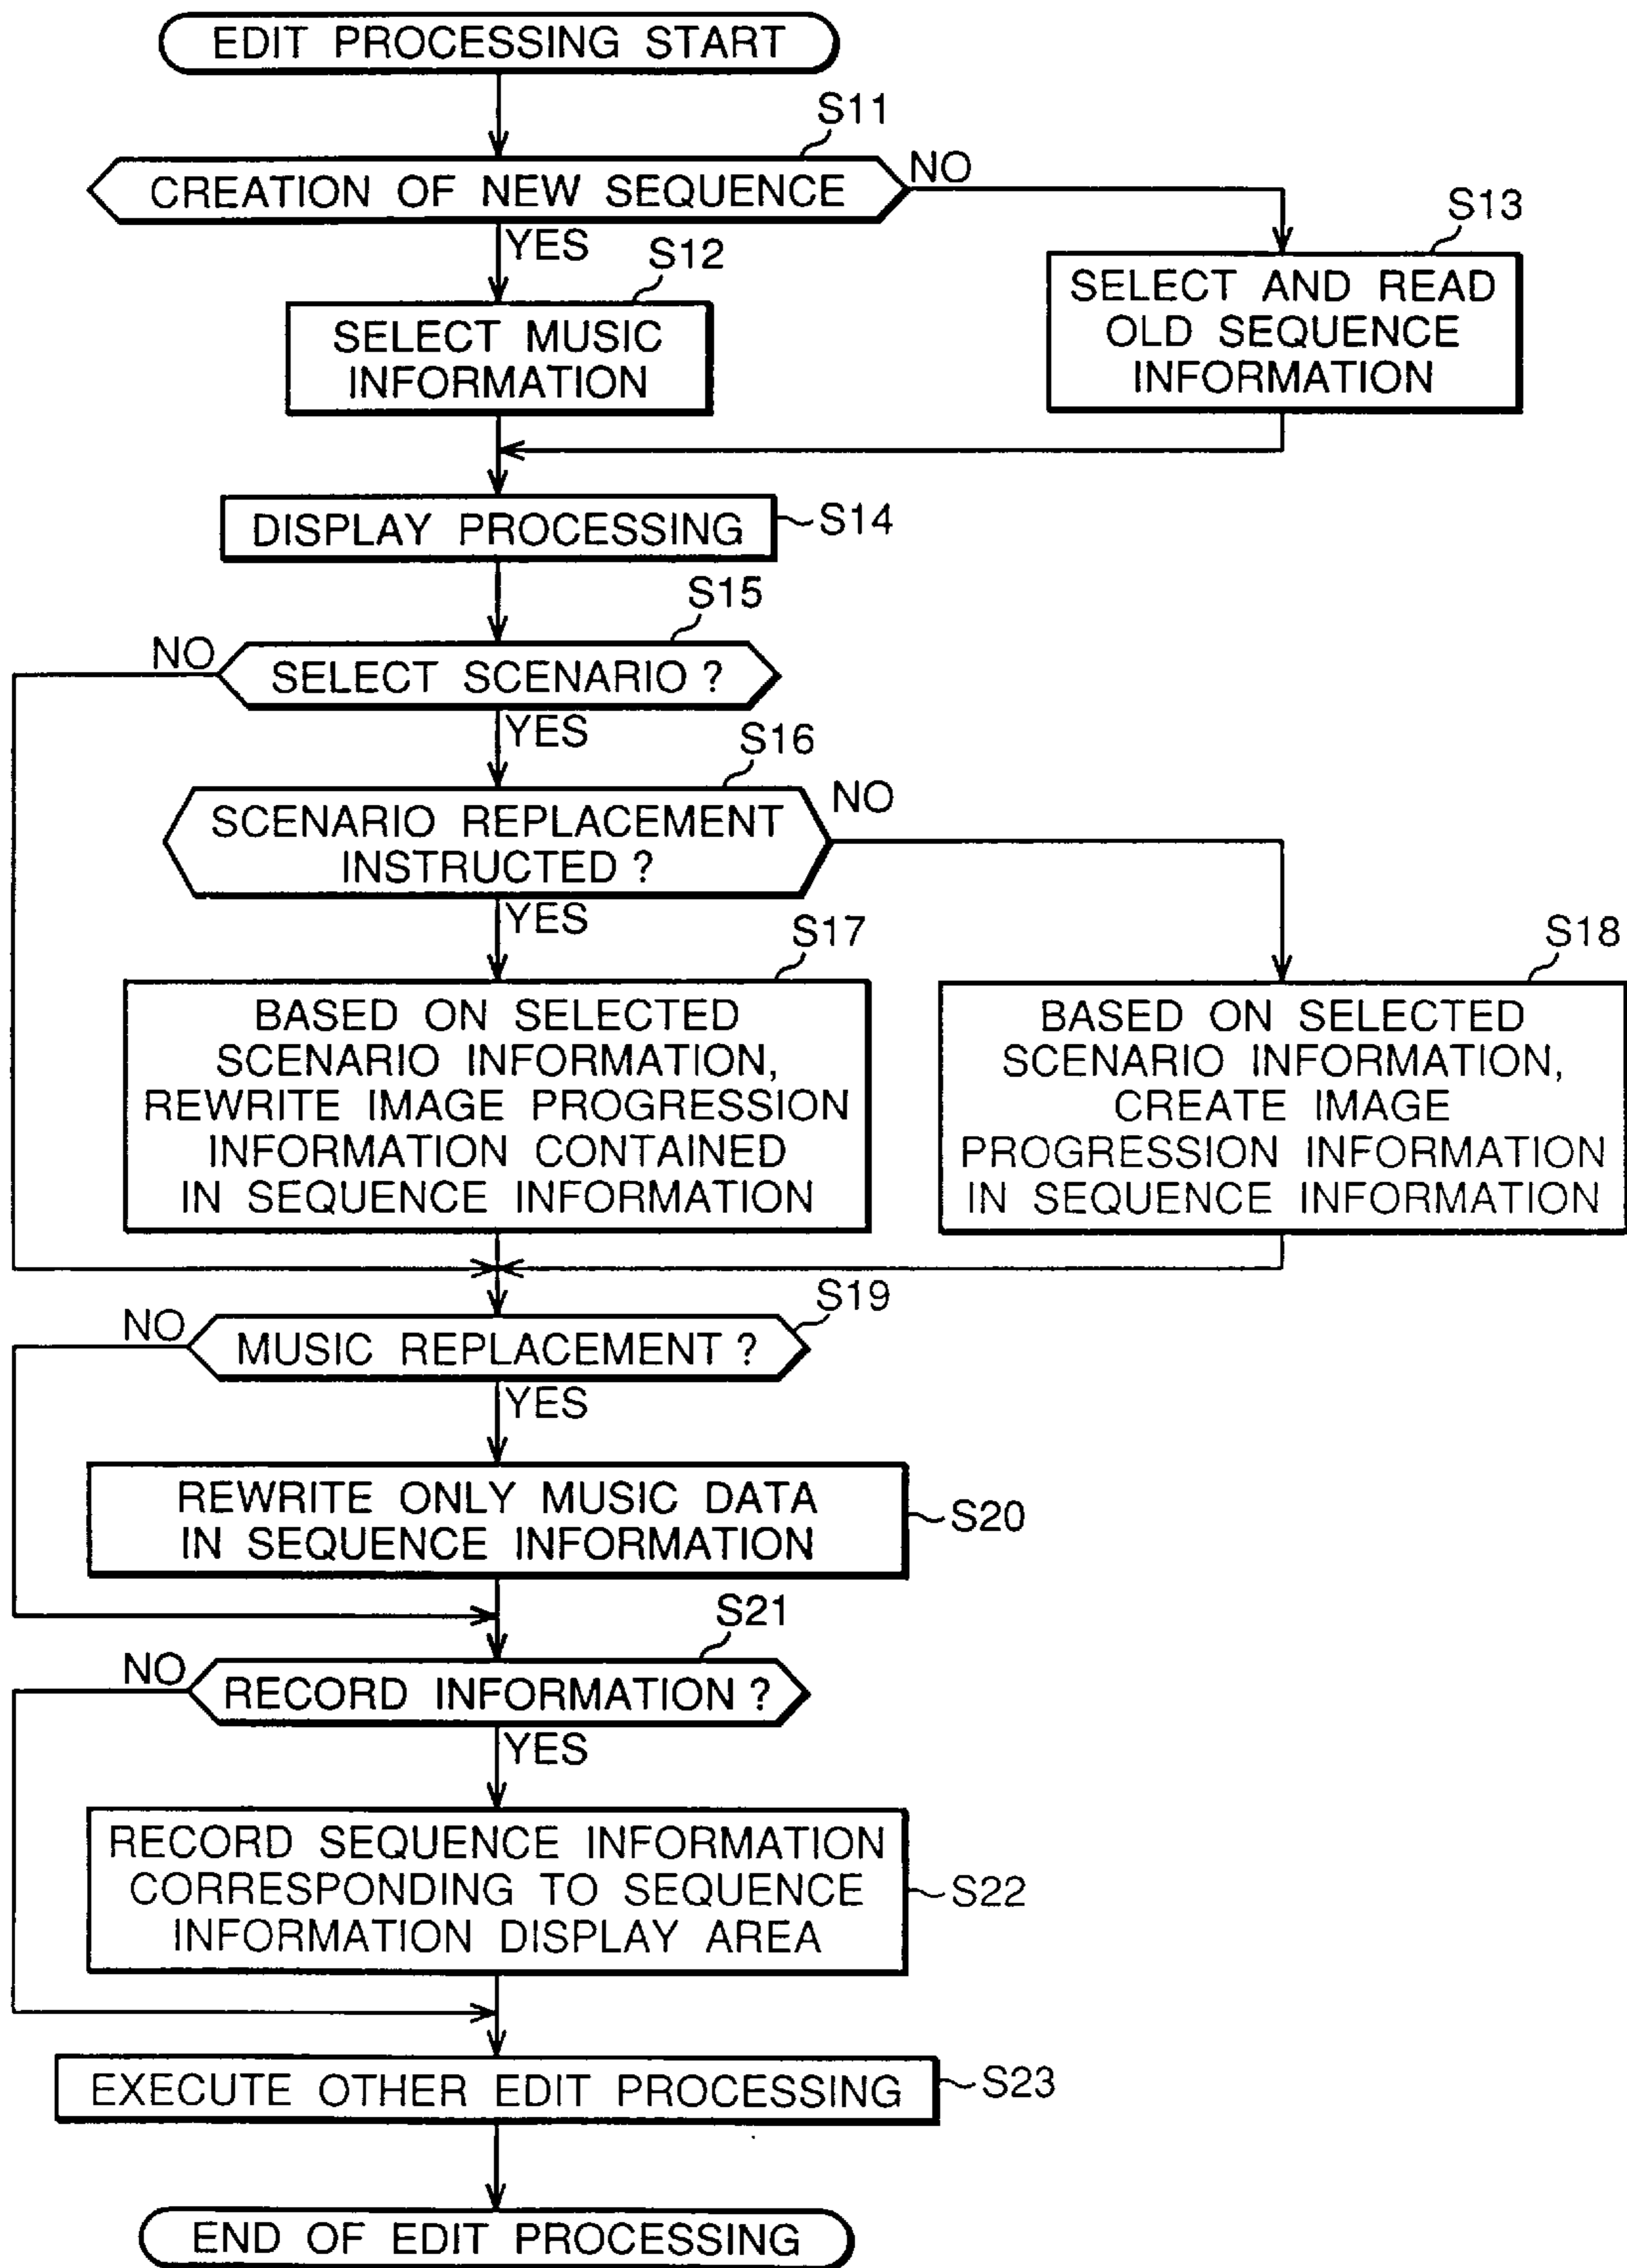 EDIT PROCESSING START
S11
CREATION OF NEW SEQUENCE
NO
YES
S12
SELECT MUSIC
INFORMATION
S13
SELECT AND READ
OLD SEQUENCE
INFORMATION
DISPLAY PROCESSING
S14
S15
NO
SELECT SCENARIO ?
YES
S16
SCENARIO REPLACEMENT
INSTRUCTED ?
NO
YES
S17
BASED ON SELECTED
SCENARIO INFORMATION,
REWRITE IMAGE PROGRESSION
INFORMATION CONTAINED
IN SEQUENCE INFORMATION
S18
BASED ON SELECTED
SCENARIO INFORMATION,
CREATE IMAGE
PROGRESSION INFORMATION
IN SEQUENCE INFORMATION
S19
NO
MUSIC REPLACEMENT ?
YES
REWRITE ONLY MUSIC DATA
IN SEQUENCE INFORMATION
S20
S21
NO
RECORD INFORMATION ?
YES
RECORD SEQUENCE INFORMATION
CORRESPONDING TO SEQUENCE
INFORMATION DISPLAY AREA
S22
EXECUTE OTHER EDIT PROCESSING
S23
END OF EDIT PROCESSING